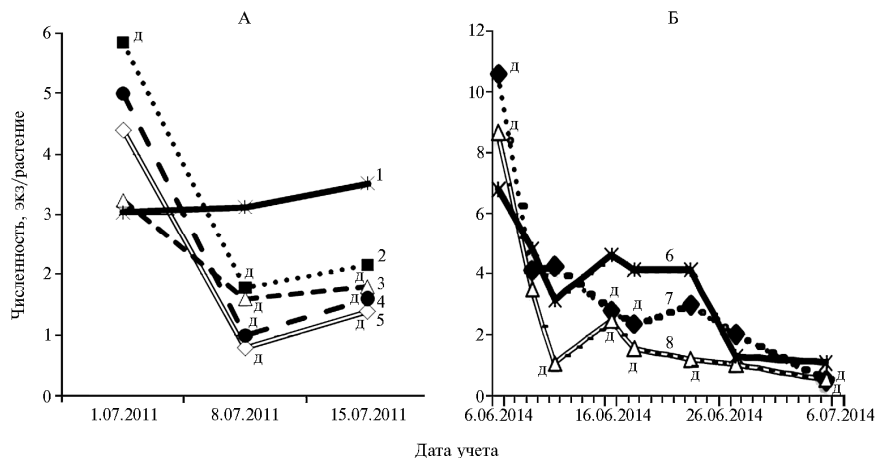 А
Б
Численность, экз/растение
6
5
4
3
2
1
0
д
1
2
3
4
5
д
д
д
д
д
д
д
1.07.2011
8.07.2011
15.07.2011
12
10
8
6
4
2
0
д
д
д
д
д
д
д
д
д
д
6
7
8
6.06.2014
16.06.2014
26.06.2014
6.07.2014
Дата учета